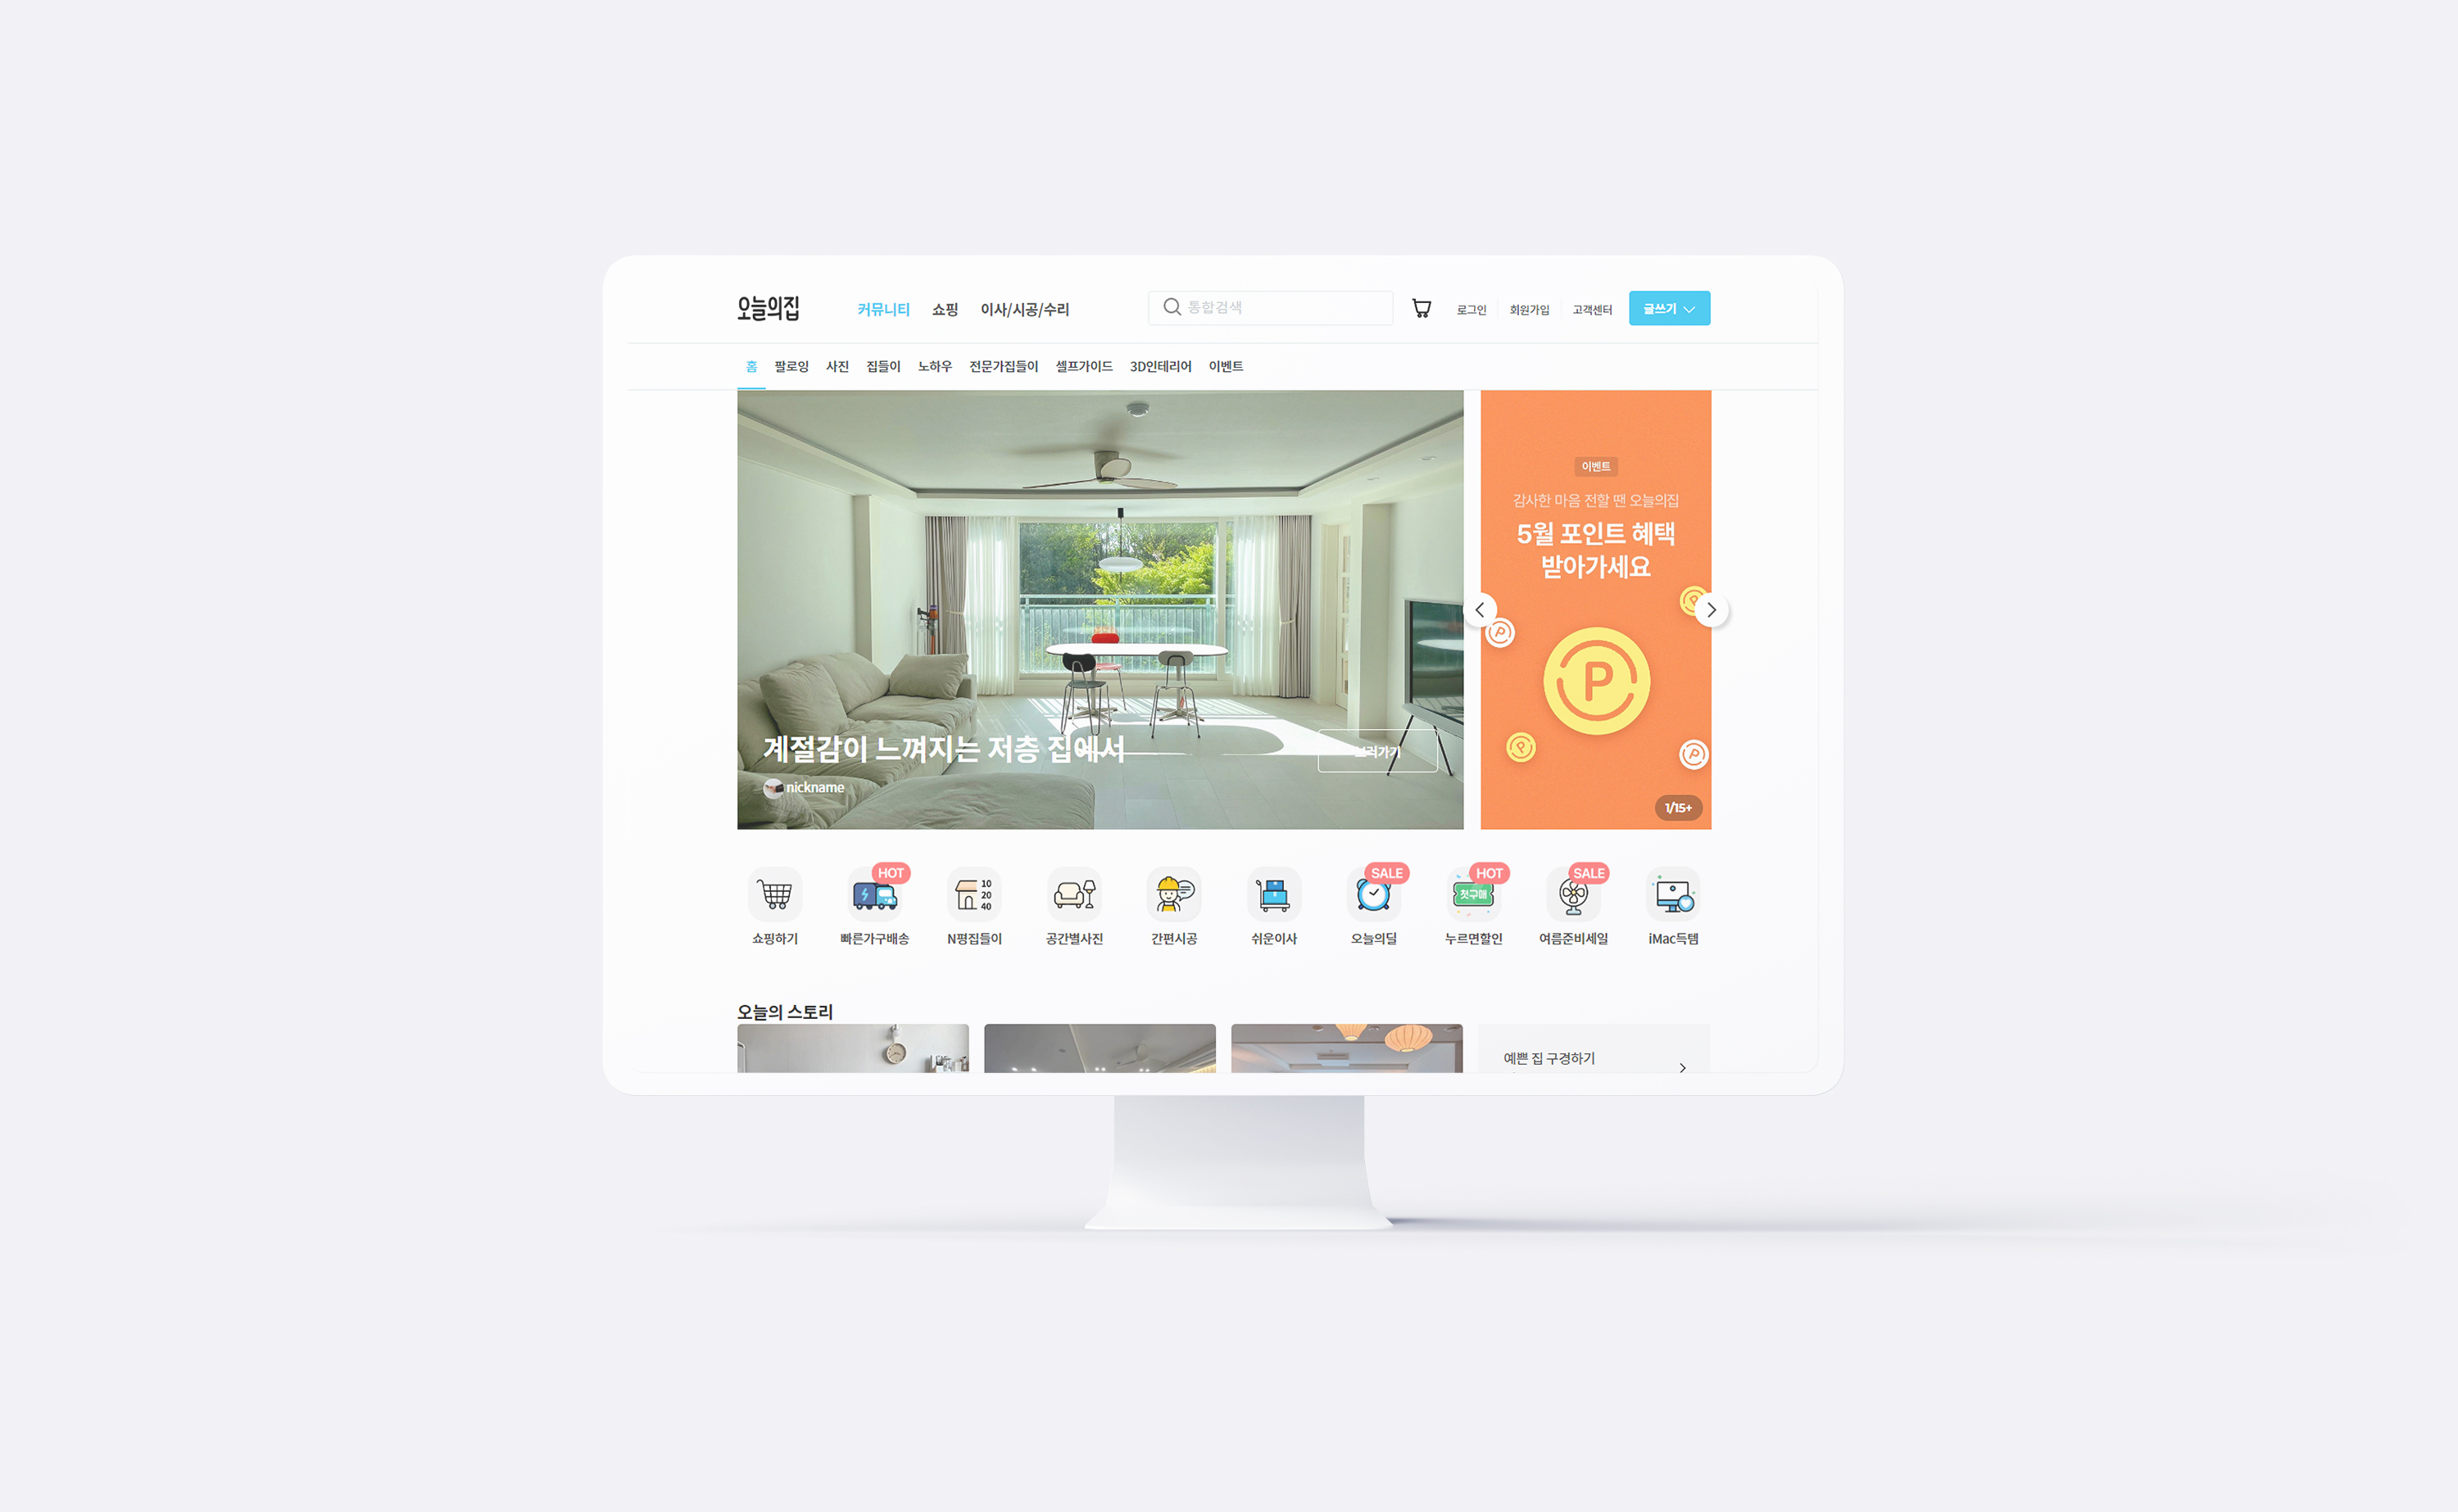 오늘의집
커뮤니티 쇼핑 이사/시공/수리
통합검색
로그인 회원가입 고객센터 글쓰기
홈 팔로잉 사진 집들이 노하우 전문가집들이 셀프가이드 3D인테리어 이벤트
이벤트
감사한 마음 전할 땐 오늘의집
5월 포인트 혜택
받아가세요
P
P
P
P
P
1/15+
계절감이 느껴지는 저층 집에서
보러가기
nickname
HOT
SALE
HOT
SALE
10
20
40
첫구매
쇼핑하기 빠른가구배송 N평집들이 공간별사진 간편시공 쉬운이사 오늘의딜 누르면할인 여름준비세일 iMac득템
오늘의 스토리
예쁜 집 구경하기